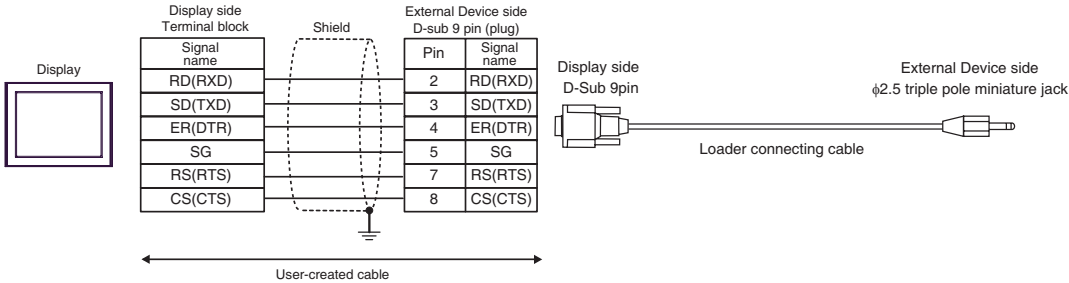 Display
Display side
Terminal block
Shield
External Device side
D-sub 9 pin (plug)
Signal name
Pin
Signal name
RD(RXD) 2 RD(RXD)
SD(TXD) 3 SD(TXD)
ER(DTR) 4 ER(DTR)
SG 5 SG
RS(RTS) 7 RS(RTS)
CS(CTS) 8 CS(CTS)
User-created cable
Display side
D-Sub 9pin
Loader connecting cable
External Device side
ϕ2.5 triple pole miniature jack